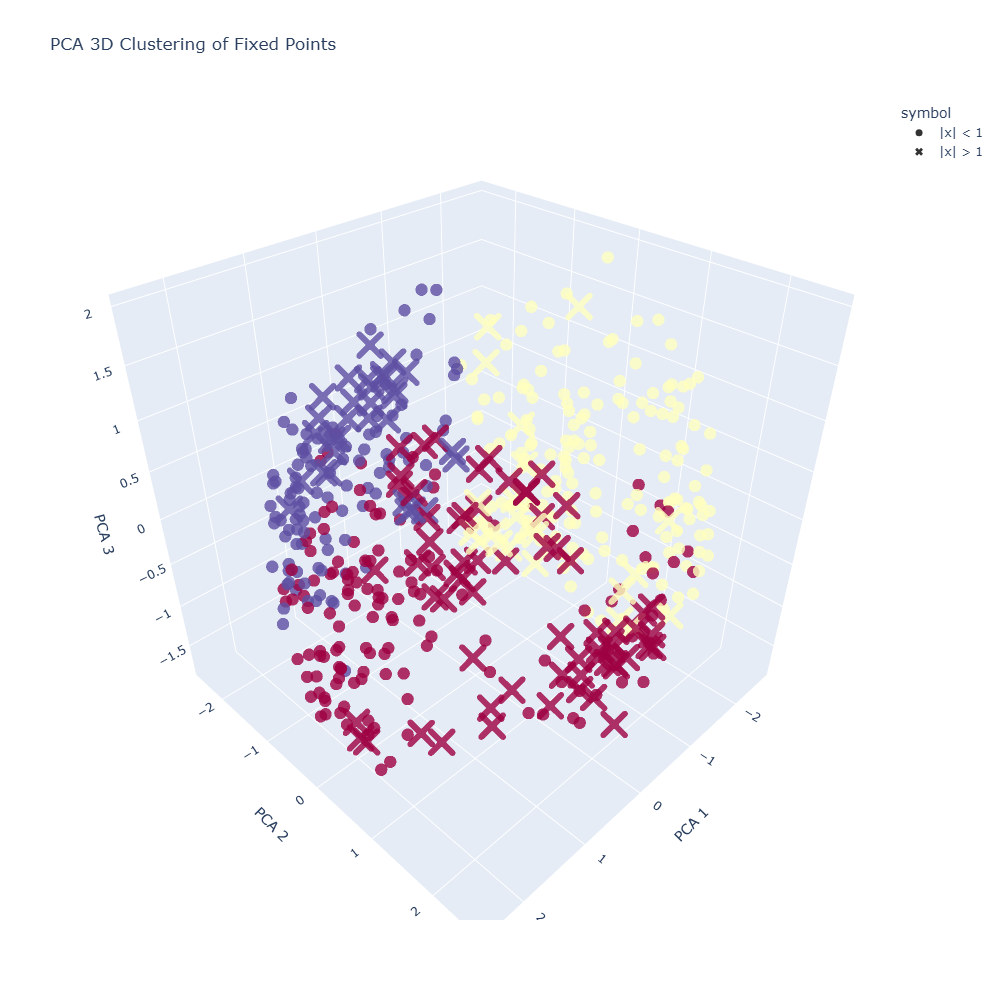 PCA 3D Clustering of Fixed Points
symbol
|x| < 1
|x| > 1
2
1.5
1
0.5
0
−0.5
−1
−1.5
PCA 3
−2
−1
0
1
2
PCA 2
−2
−1
0
1
2
PCA 1